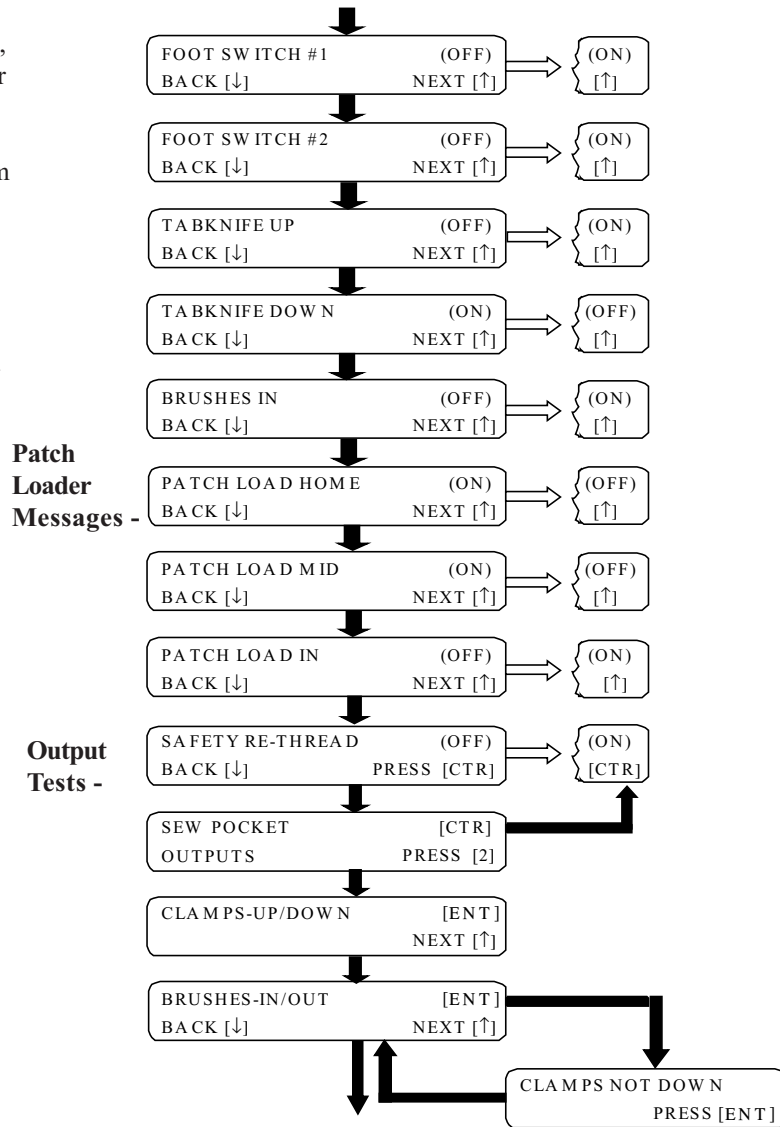 ,
r
n
FOOT SWITCH #1 (OFF) (ON)
BACK [↓] NEXT [↑] [↑]
FOOT SWITCH #2 (OFF) (ON)
BACK [↓] NEXT [↑] [↑]
TABKNIFE UP (OFF) (ON)
BACK [↓] NEXT [↑] [↑]
TABKNIFE DOWN (ON) (OFF)
BACK [↓] NEXT [↑] [↑]
BRUSHES IN (OFF) (ON)
BACK [↓] NEXT [↑] [↑]
Patch
Loader
Messages -
PATCH LOAD HOME (ON) (OFF)
BACK [↓] NEXT [↑] [↑]
PATCH LOAD MID (ON) (OFF)
BACK [↓] NEXT [↑] [↑]
PATCH LOAD IN (OFF) (ON)
BACK [↓] NEXT [↑] [↑]
Output
Tests -
SAFETY RE-THREAD (OFF) (ON)
BACK [↓] PRESS [CTR] [CTR]
SEW POCKET [CTR]
OUTPUTS PRESS [2]
CLAMPS-UP/DOWN [ENT]
NEXT [↑]
BRUSHES-IN/OUT [ENT]
BACK [↓] NEXT [↑]
CLAMPS NOT DOWN
PRESS [ENT]